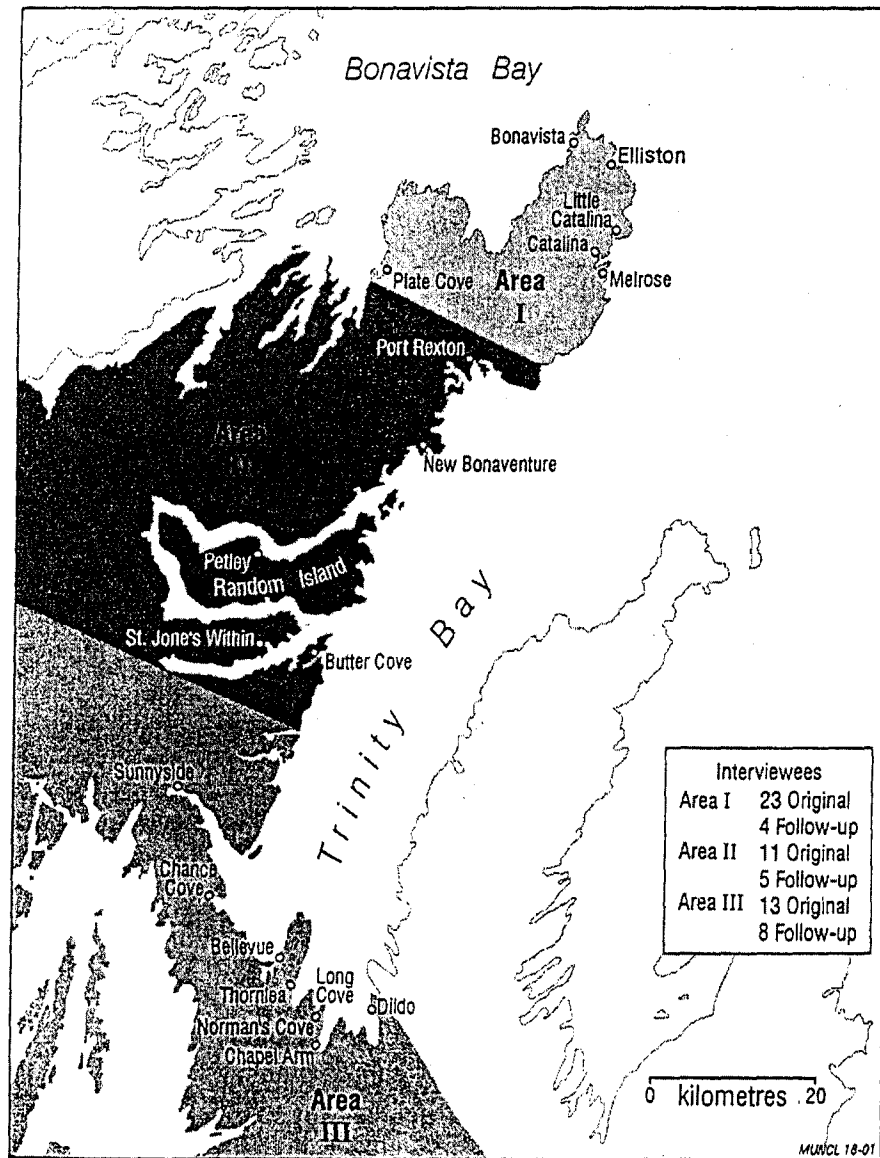 Bonavista Bay
Bonavista
Elliston
Little
Catalina
Catalina
Plate Cove
Area
I
Melrose
Port Rexton
Area
II
New Bonaventure
Petley
Random Island
St. Jone's Within
Butter Cove
Trinity Bay
Sunnyside
Interviewees
Area I 23 Original
4 Follow-up
Area II 11 Original
5 Follow-up
Area III 13 Original
8 Follow-up
Chance
Cove
Bellevue
Thornlea
Long
Cove
Dildo
Norman's Cove
Chapel Arm
Area
III
0 kilometres 20
MUNCL 18-01